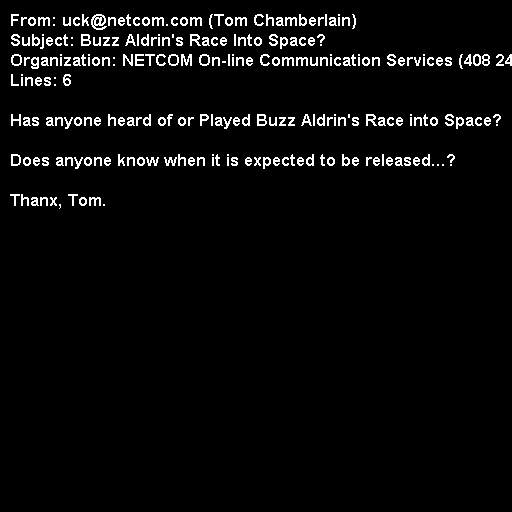 From: uck@netcom.com (Tom Chamberlain)
Subject: Buzz Aldrin's Race Into Space?
Organization: NETCOM On-line Communication Services (408 24
Lines: 6
Has anyone heard of or Played Buzz Aldrin's Race into Space?
Does anyone know when it is expected to be released...?
Thanx, Tom.